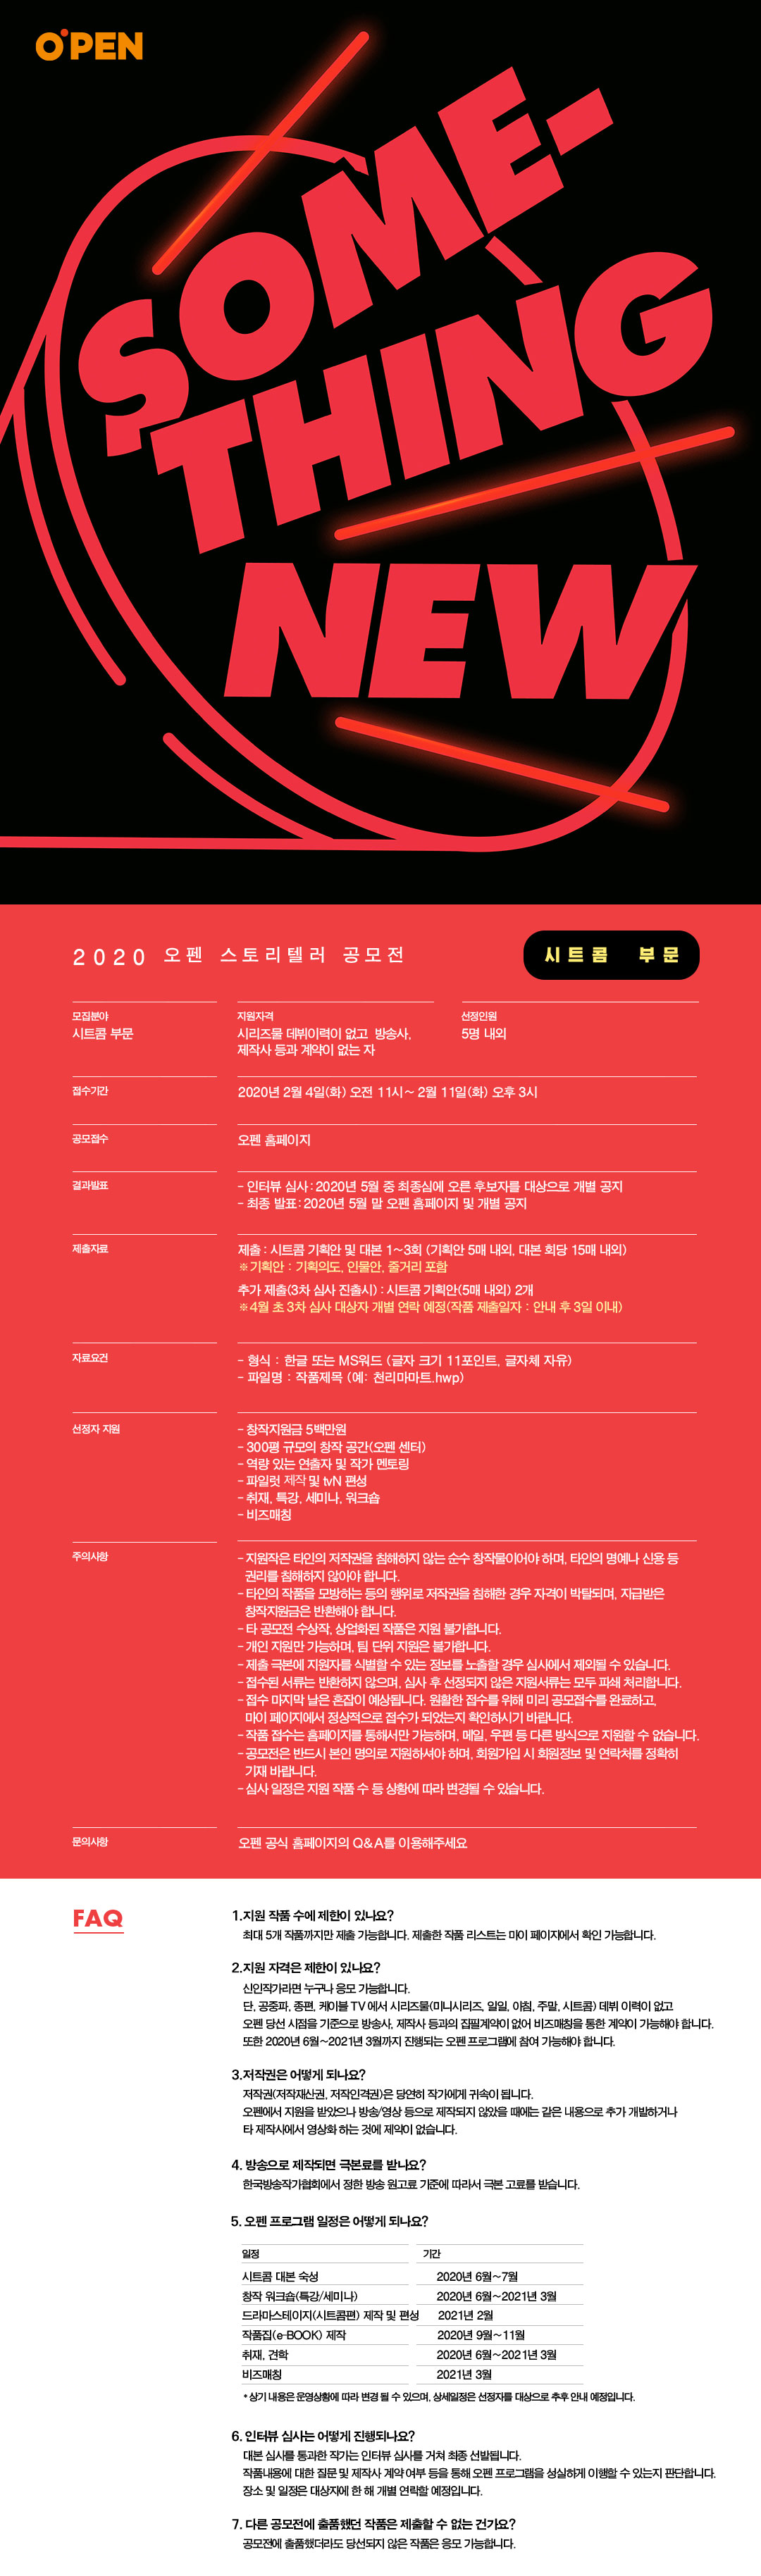 O'PEN
SOME-
THING
NEW
2020 오펜 스토리텔러 공모전
시트콤 부문
모집분야
시트콤 부문
지원자격
시리즈물 데뷔이력이 없고 방송사,
제작사 등과 계약이 없는 자
선정인원
5명 내외
접수기간
2020년 2월 4일(화) 오전 11시~ 2월 11일(화) 오후 3시
공모접수
오펜 홈페이지
결과발표
- 인터뷰 심사 : 2020년 5월 중 최종심에 오른 후보자를 대상으로 개별 공지
- 최종 발표 : 2020년 5월 말 오펜 홈페이지 및 개별 공지
제출자료
제출 : 시트콤 기획안 및 대본 1~3회 (기획안 5매 내외, 대본 회당 15매 내외)
※기획안 : 기획의도, 인물안, 줄거리 포함
추가 제출(3차 심사 진출시) : 시트콤 기획안(5매 내외) 2개
※4월 초 3차 심사 대상자 개별 연락 예정(작품 제출일자 : 안내 후 3일 이내)
자료요건
- 형식 : 한글 또는 MS워드 (글자 크기 11포인트, 글자체 자유)
- 파일명 : 작품제목 (예: 천리마마트.hwp)
선정자 지원
- 창작지원금 5백만원
- 300평 규모의 창작 공간(오펜 센터)
- 역량 있는 연출자 및 작가 멘토링
- 파일럿 제작 및 tvN 편성
- 취재, 특강, 세미나, 워크숍
- 비즈매칭
주의사항
- 지원작은 타인의 저작권을 침해하지 않는 순수 창작물이어야 하며, 타인의 명예나 신용 등
권리를 침해하지 않아야 합니다.
- 타인의 작품을 모방하는 등의 행위로 저작권을 침해한 경우 자격이 박탈되며, 지급받은
창작지원금은 반환해야 합니다.
- 타 공모전 수상작, 상업화된 작품은 지원 불가합니다.
- 개인 지원만 가능하며, 팀 단위 지원은 불가합니다.
- 제출 극본에 지원자를 식별할 수 있는 정보를 노출할 경우 심사에서 제외될 수 있습니다.
- 접수된 서류는 반환하지 않으며, 심사 후 선정되지 않은 지원서류는 모두 파쇄 처리합니다.
- 접수 마지막 날은 혼잡이 예상됩니다. 원활한 접수를 위해 미리 공모접수를 완료하고,
마이 페이지에서 정상적으로 접수가 되었는지 확인하시기 바랍니다.
- 작품 접수는 홈페이지를 통해서만 가능하며, 메일, 우편 등 다른 방식으로 지원할 수 없습니다.
- 공모전은 반드시 본인 명의로 지원하셔야 하며, 회원가입 시 회원정보 및 연락처를 정확히
기재 바랍니다.
- 심사 일정은 지원 작품 수 등 상황에 따라 변경될 수 있습니다.
문의사항
오펜 공식 홈페이지의 Q&A를 이용해주세요
FAQ
1.지원 작품 수에 제한이 있나요?
최대 5개 작품까지만 제출 가능합니다. 제출한 작품 리스트는 마이 페이지에서 확인 가능합니다.
2.지원 자격은 제한이 있나요?
신인작가라면 누구나 응모 가능합니다.
단, 공중파, 종편, 케이블 TV 에서 시리즈물(미니시리즈, 일일, 아침, 주말, 시트콤) 데뷔 이력이 없고
오펜 당선 시점을 기준으로 방송사, 제작사 등과의 집필계약이 없어 비즈매칭을 통한 계약이 가능해야 합니다.
또한 2020년 6월~2021년 3월까지 진행되는 오펜 프로그램에 참여 가능해야 합니다.
3.저작권은 어떻게 되나요?
저작권(저작재산권, 저작인격권)은 당연히 작가에게 귀속이 됩니다.
오펜에서 지원을 받았으나 방송/영상 등으로 제작되지 않았을 때에는 같은 내용으로 추가 개발하거나
타 제작사에서 영상화 하는 것에 제약이 없습니다.
4. 방송으로 제작되면 극본료를 받나요?
한국방송작가협회에서 정한 방송 원고료 기준에 따라서 극본 고료를 받습니다.
5. 오펜 프로그램 일정은 어떻게 되나요?
일정 기간
시트콤 대본 숙성 2020년 6월~7월
창작 워크숍(특강/세미나) 2020년 6월~2021년 3월
드라마스테이지(시트콤편) 제작 및 편성 2021년 2월
작품집(e-BOOK) 제작 2020년 9월~11월
취재, 견학 2020년 6월~2021년 3월
비즈매칭 2021년 3월
* 상기 내용은 운영상황에 따라 변경 될 수 있으며, 상세일정은 선정자를 대상으로 추후 안내 예정입니다.
6. 인터뷰 심사는 어떻게 진행되나요?
대본 심사를 통과한 작가는 인터뷰 심사를 거쳐 최종 선발됩니다.
작품내용에 대한 질문 및 제작사 계약 여부 등을 통해 오펜 프로그램을 성실하게 이행할 수 있는지 판단합니다.
장소 및 일정은 대상자에 한 해 개별 연락할 예정입니다.
7. 다른 공모전에 출품했던 작품은 제출할 수 없는 건가요?
공모전에 출품했더라도 당선되지 않은 작품은 응모 가능합니다.